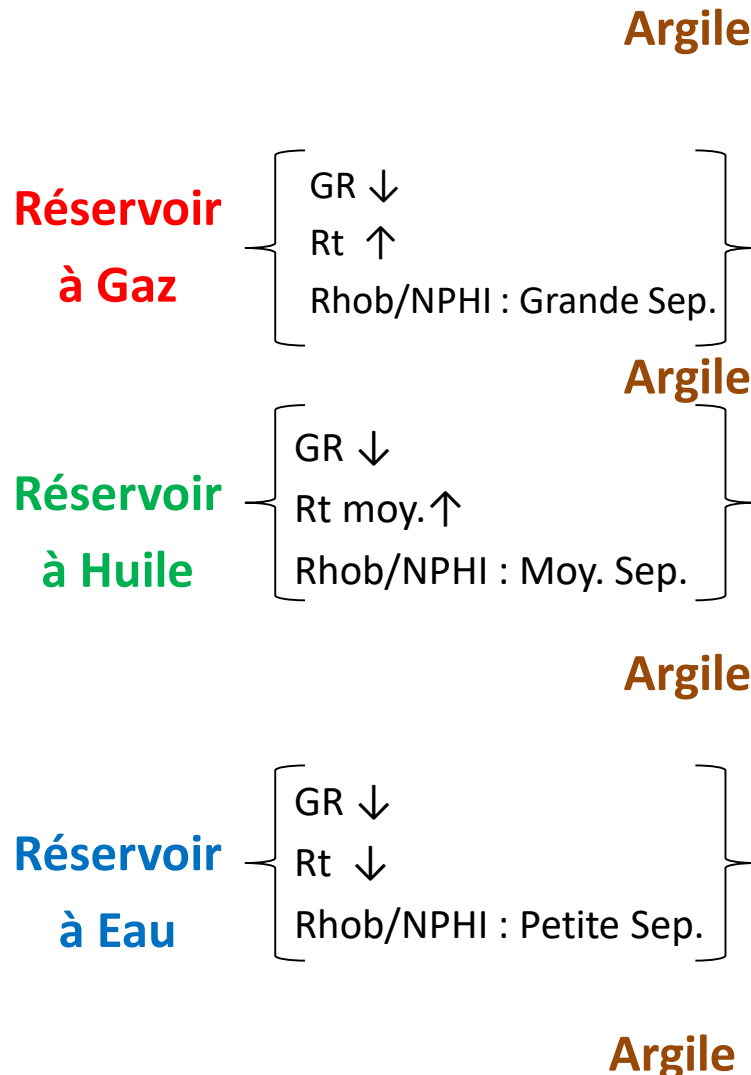 Argile
Réservoir
à Gaz
GR ↓
Rt ↑
Rhob/NPHI : Grande Sep.
Argile
Réservoir
à Huile
GR ↓
Rt moy.↑
Rhob/NPHI : Moy. Sep.
Argile
Réservoir
à Eau
GR ↓
Rt ↓
Rhob/NPHI : Petite Sep.
Argile